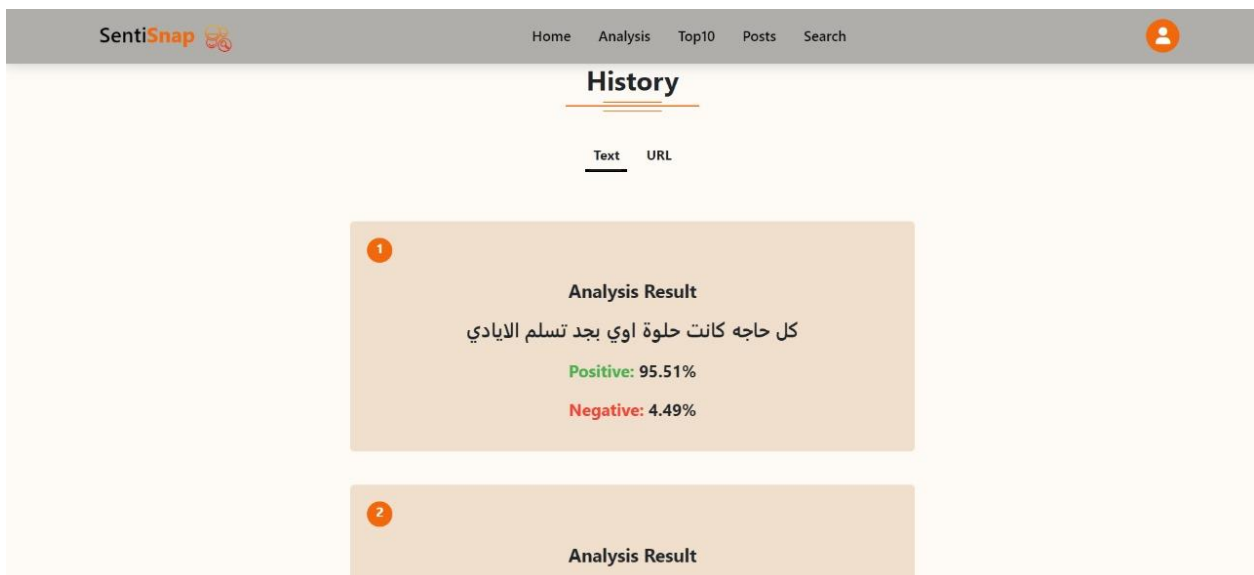 SentiSnap
Home Analysis Top10 Posts Search
History
Text URL
1
Analysis Result
كل حاجه كانت حلوة اوي بجد تسلم الايادي
Positive: 95.51%
Negative: 4.49%
2
Analysis Result